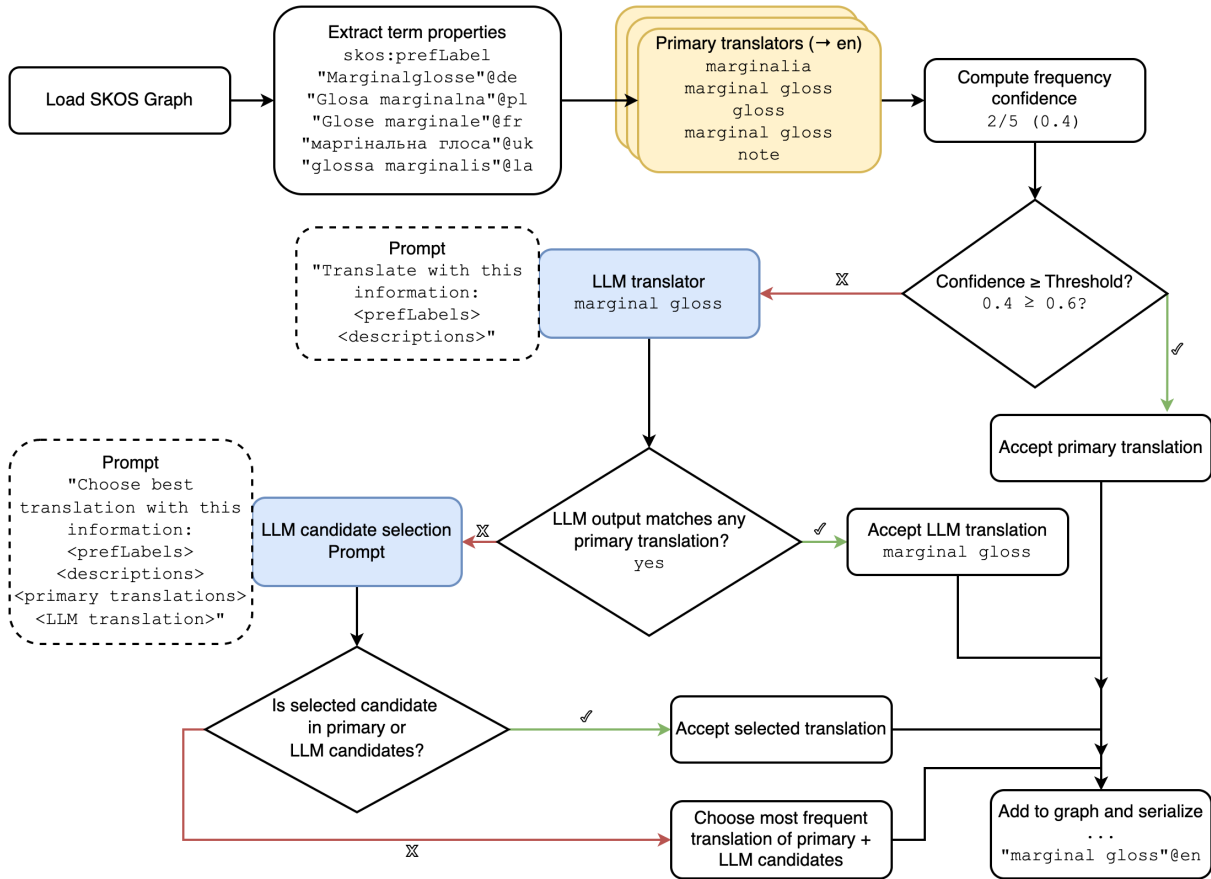 Load SKOS Graph
Extract term properties
skos:prefLabel
"Marginalglosse"@de
"Glosa marginalna"@pl
"Glose marginale"@fr
"маргінальна глоса"@uk
"glossa marginalis"@la
Primary translators (→ en)
marginalia
marginal gloss
gloss
marginal gloss
note
Compute frequency
confidence
2/5 (0.4)
Confidence ≥ Threshold?
0.4 ≥ 0.6?
𝕏
✓
Prompt
"Translate with this
information:
<prefLabels>
<descriptions>"
LLM translator
marginal gloss
Accept primary translation
LLM output matches any
primary translation?
yes
𝕏
✓
Accept LLM translation
marginal gloss
Prompt
"Choose best
translation with this
information:
<prefLabels>
<descriptions>
<primary translations>
<LLM translation>"
LLM candidate selection
Prompt
Is selected candidate
in primary or
LLM candidates?
✓
Accept selected translation
𝕏
Choose most frequent
translation of primary +
LLM candidates
Add to graph and serialize
...
"marginal gloss"@en